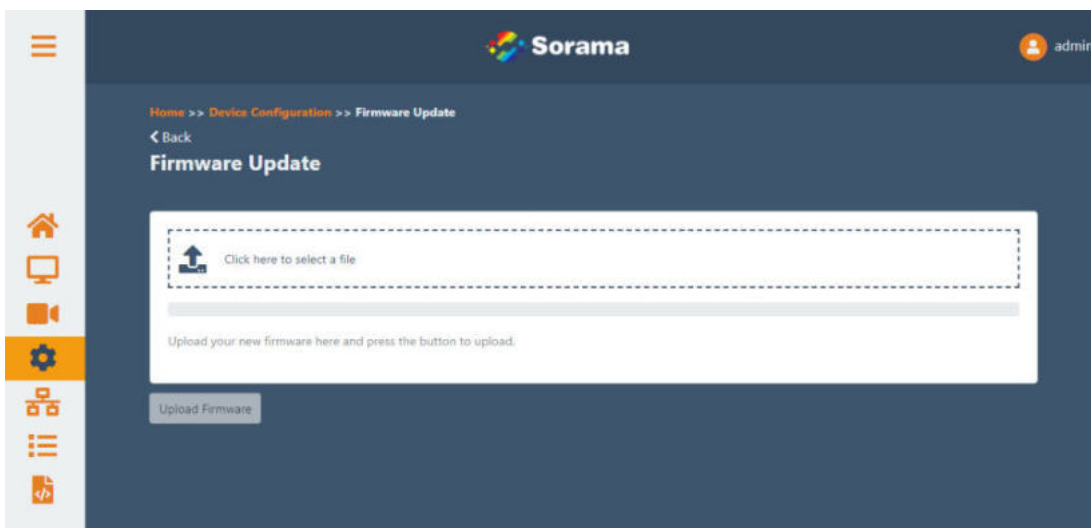 Sorama
admin
Home >> Device Configuration >> Firmware Update
Back
Firmware Update
Click here to select a file
Upload your new firmware here and press the button to upload.
Upload Firmware